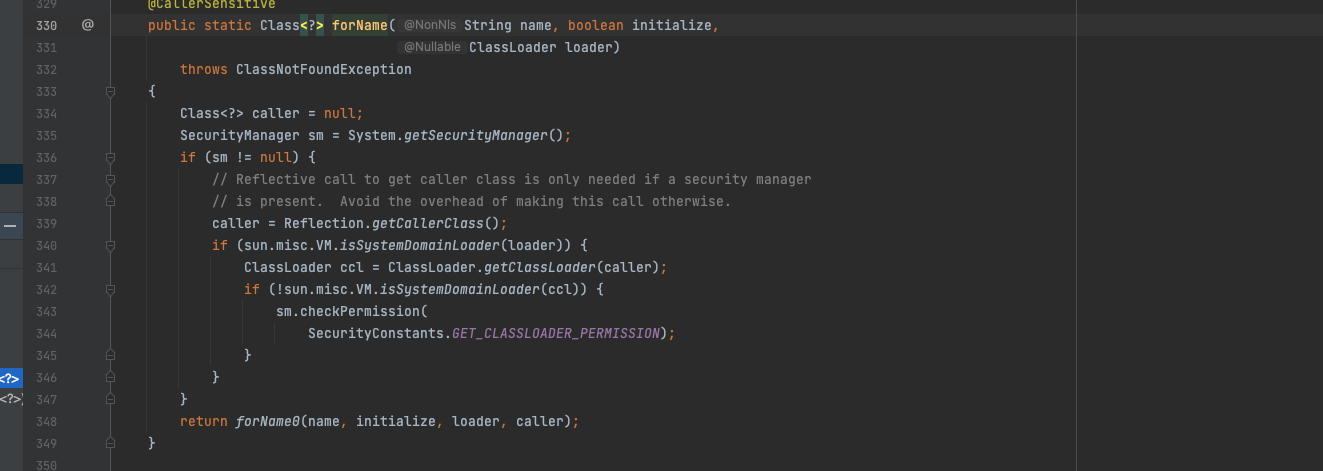 329 @CallerSensitive
330 @ public static Class<?> forName( @NonNls String name, boolean initialize,
331 @Nullable ClassLoader loader)
332 throws ClassNotFoundException
333 {
334 Class<?> caller = null;
335 SecurityManager sm = System.getSecurityManager();
336 if (sm != null) {
337 // Reflective call to get caller class is only needed if a security manager
338 // is present.  Avoid the overhead of making this call otherwise.
339 caller = Reflection.getCallerClass();
340 if (sun.misc.VM.isSystemDomainLoader(loader)) {
341 ClassLoader ccl = ClassLoader.getClassLoader(caller);
342 if (!sun.misc.VM.isSystemDomainLoader(ccl)) {
343 sm.checkPermission(
344 SecurityConstants.GET_CLASSLOADER_PERMISSION);
345 }
<?> 346 }
<?>) 347 }
348 return forName0(name, initialize, loader, caller);
349 }
350